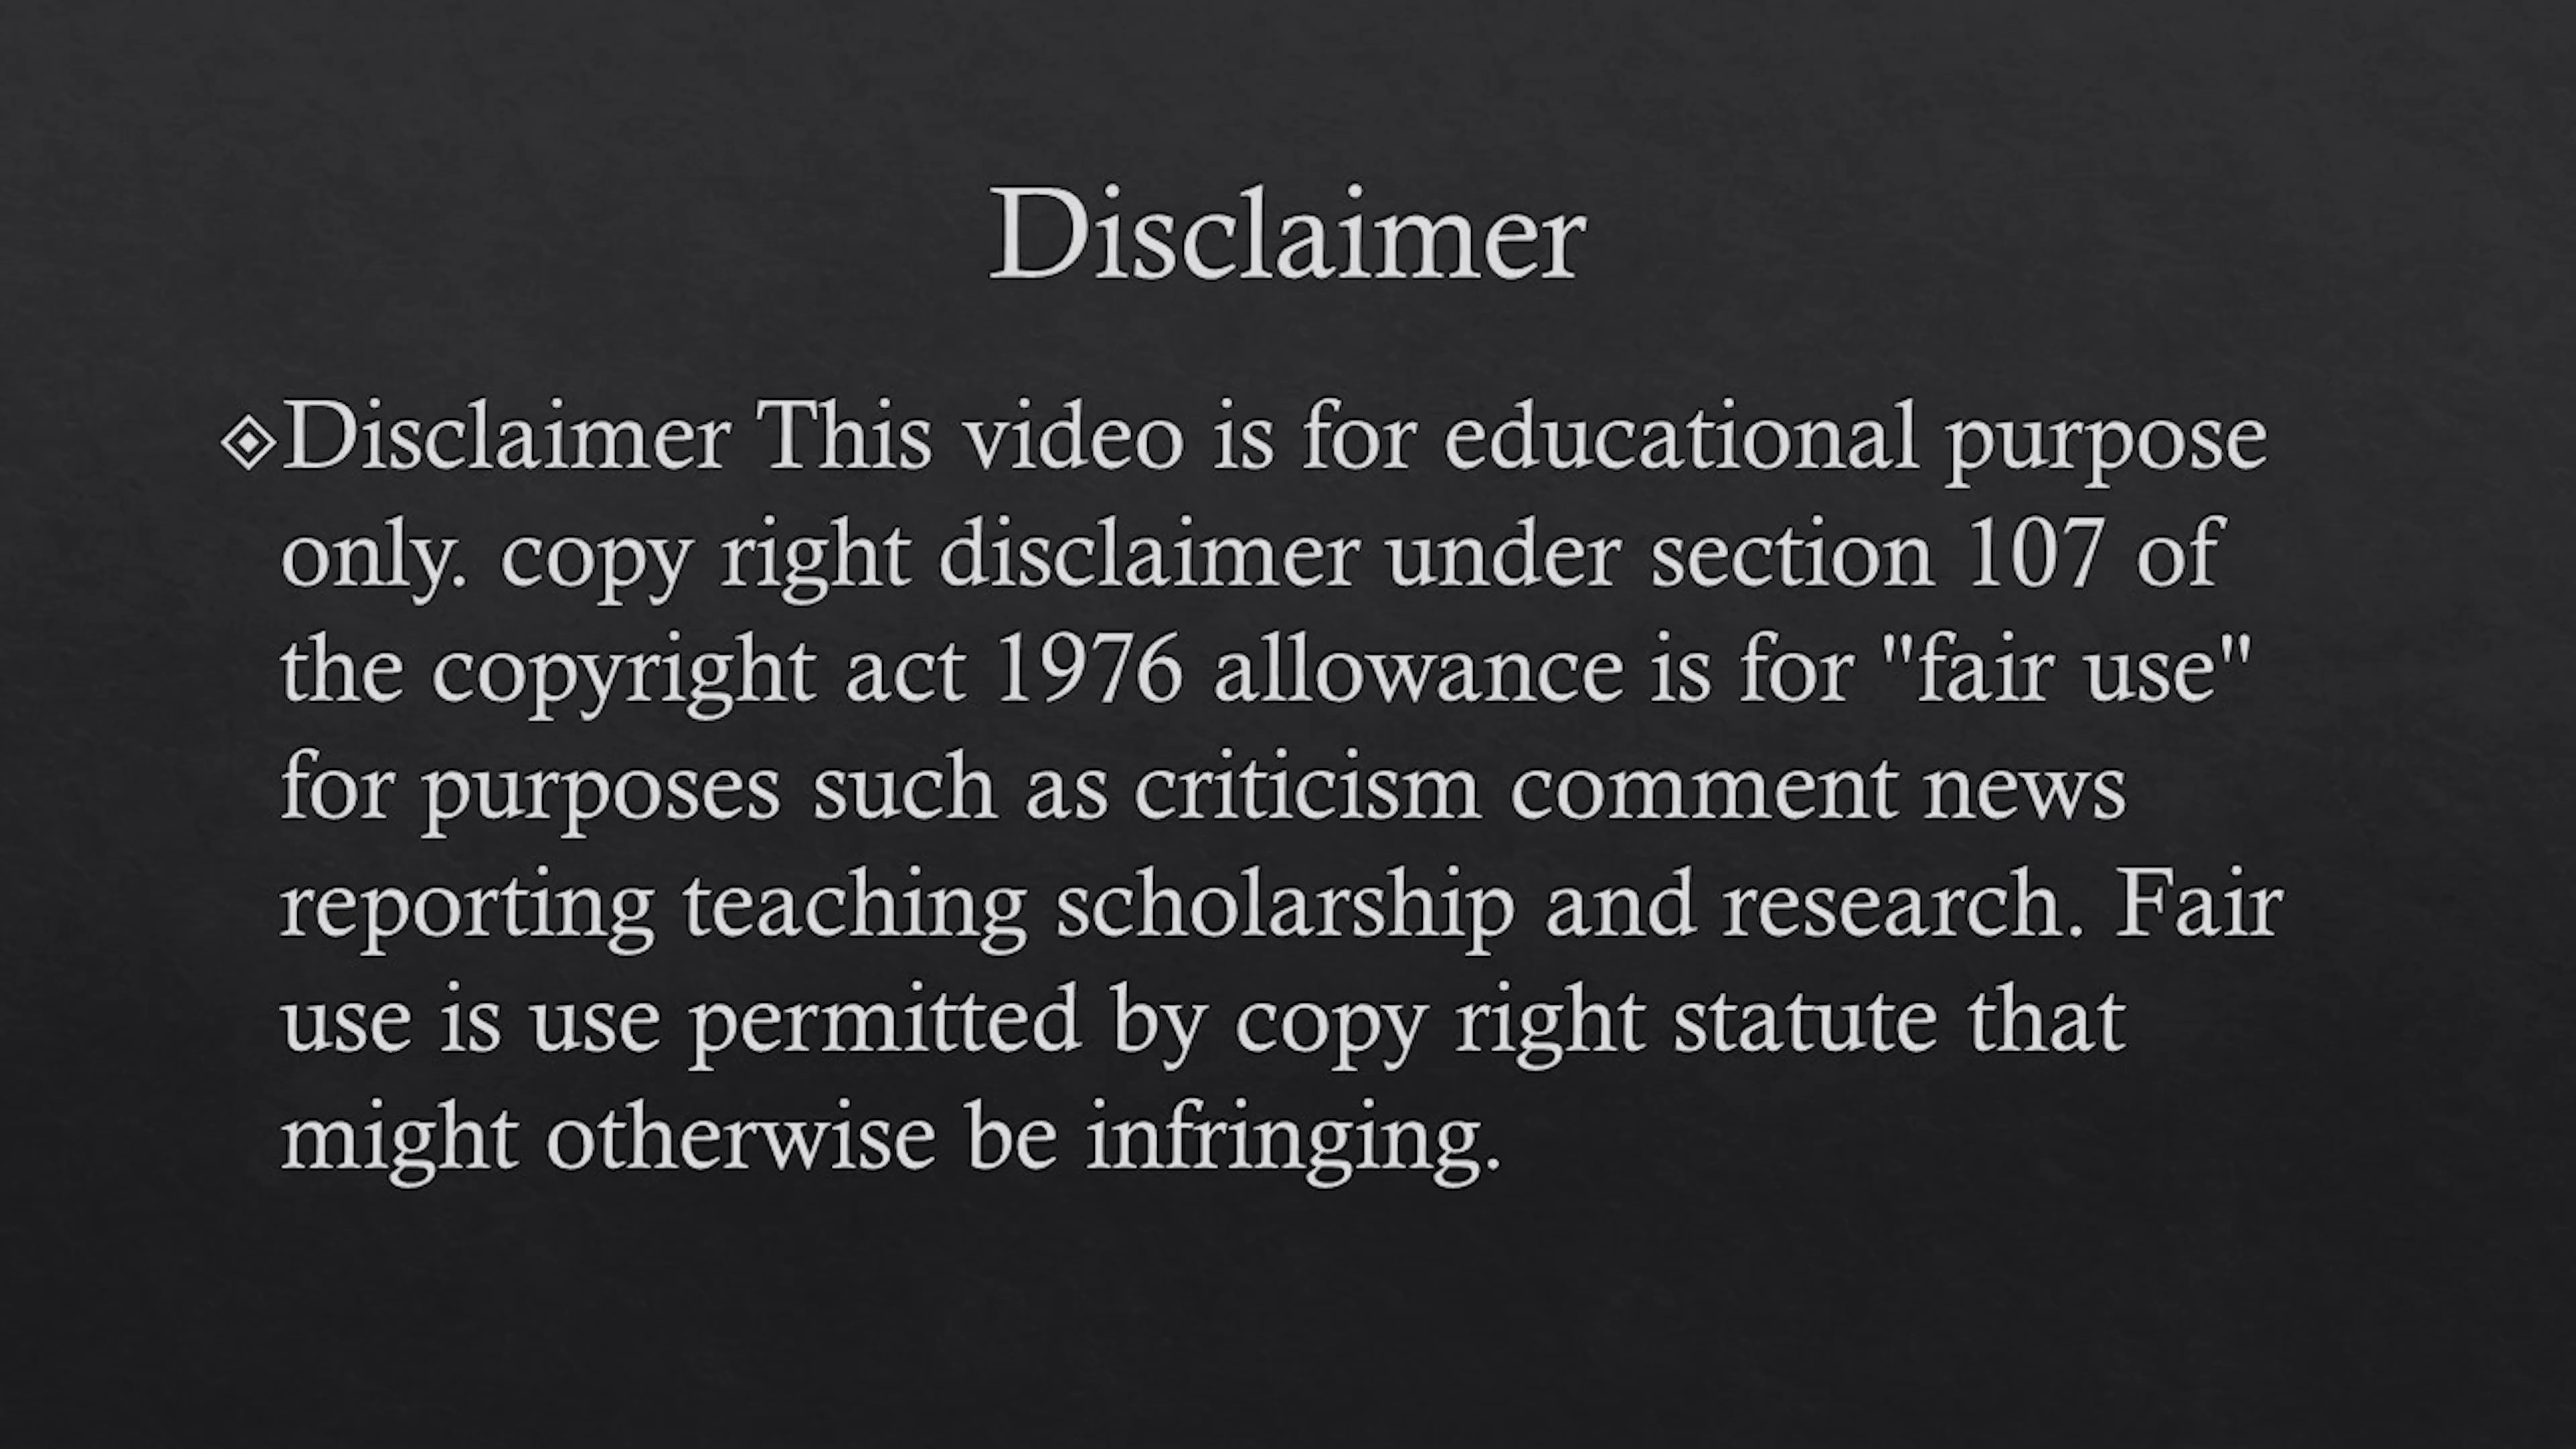 Disclaimer
Disclaimer This video is for educational purpose
only. copy right disclaimer under section 107 of
the copyright act 1976 allowance is for "fair use"
for purposes such as criticism comment news
reporting teaching scholarship and research. Fair
use is use permitted by copy right statute that
might otherwise be infringing.